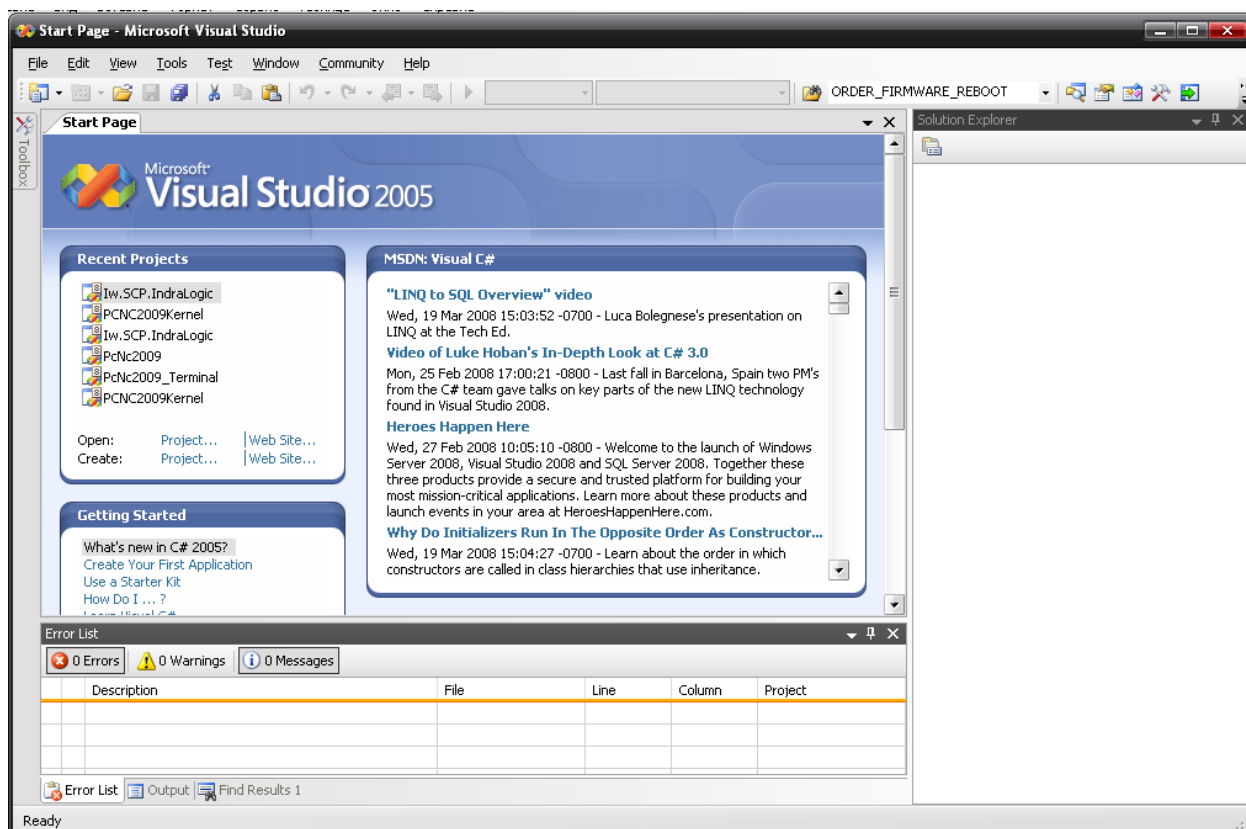 Start Page - Microsoft Visual Studio
File Edit View Tools Test Window Community Help
ORDER_FIRMWARE_REBOOT
Toolbox
Start Page
Solution Explorer
Microsoft®
Visual Studio 2005
Recent Projects
Iw.SCP.IndraLogic
PCNC2009Kernel
Iw.SCP.IndraLogic
PcNc2009
PcNc2009_Terminal
PCNC2009Kernel
Open: Project... Web Site...
Create: Project... Web Site...
Getting Started
What's new in C# 2005?
Create Your First Application
Use a Starter Kit
How Do I ... ?
MSDN: Visual C#
"LINQ to SQL Overview" video
Wed, 19 Mar 2008 15:03:52 -0700 - Luca Bolegnese's presentation on
LINQ at the Tech Ed.
Video of Luke Hoban's In-Depth Look at C# 3.0
Mon, 25 Feb 2008 17:00:21 -0800 - Last fall in Barcelona, Spain two PM's
from the C# team gave talks on key parts of the new LINQ technology
found in Visual Studio 2008.
Heroes Happen Here
Wed, 27 Feb 2008 10:05:10 -0800 - Welcome to the launch of Windows
Server 2008, Visual Studio 2008 and SQL Server 2008. Together these
three products provide a secure and trusted platform for building your
most mission-critical applications. Learn more about these products and
launch events in your area at HeroesHappenHere.com.
Why Do Initializers Run In The Opposite Order As Constructor...
Wed, 19 Mar 2008 15:04:27 -0700 - Learn about the order in which
constructors are called in class hierarchies that use inheritance.
Error List
0 Errors 0 Warnings 0 Messages
Description File Line Column Project
Error List Output Find Results 1
Ready